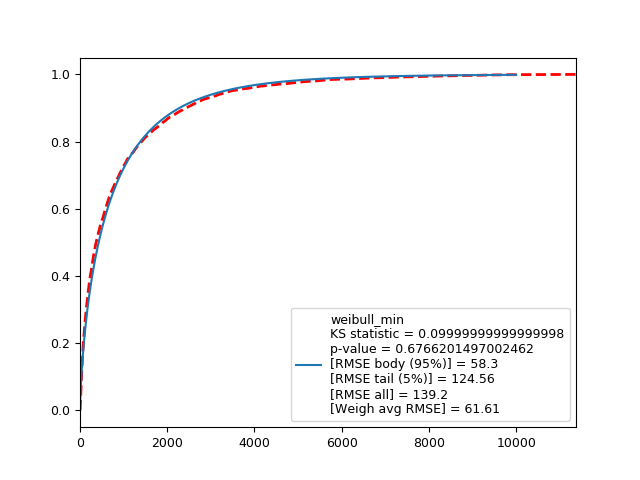 1.0
0.8
0.6
0.4
0.2
0.0
weibull_min
KS statistic = 0.09999999999999998
p-value = 0.6766201497002462
[RMSE body (95%)] = 58.3
[RMSE tail (5%)] = 124.56
[RMSE all] = 139.2
[Weigh avg RMSE] = 61.61
0 2000 4000 6000 8000 10000